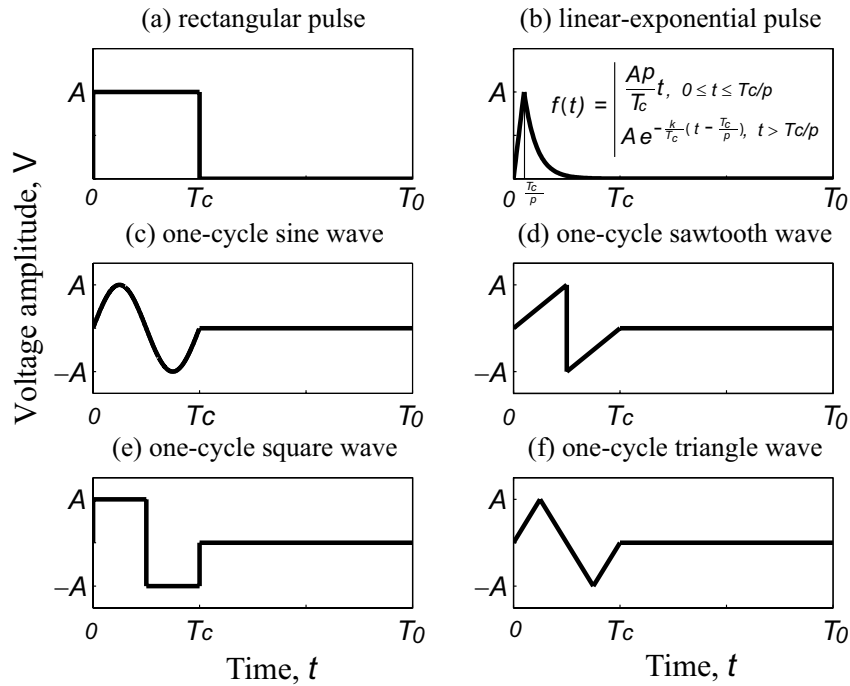 (a) rectangular pulse
(b) linear-exponential pulse
A
0
Tc
T0
A
f(t) = Ap/Tc t, 0 ≤ t ≤ Tc/p
A e^{-k/Tc (t - Tc/p)}, t > Tc/p
0
Tc/p
Tc
T0
(c) one-cycle sine wave
(d) one-cycle sawtooth wave
A
−A
0
Tc
T0
A
−A
0
Tc
T0
(e) one-cycle square wave
(f) one-cycle triangle wave
A
−A
0
Tc
T0
A
−A
0
Tc
T0
Voltage amplitude, V
Time, t
Time, t